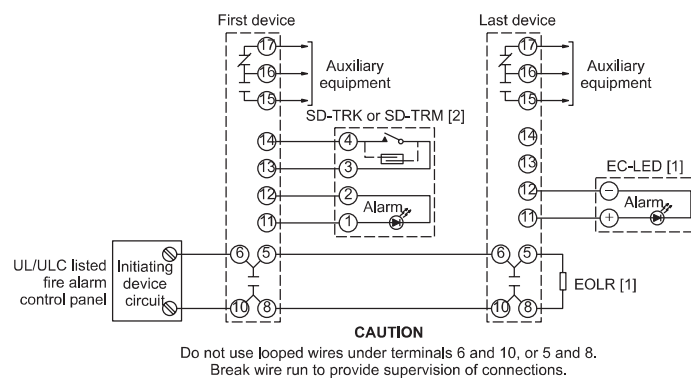 First device
Last device
17
16
15
Auxiliary
equipment
17
16
15
Auxiliary
equipment
SD-TRK or SD-TRM [2]
14
13
12
11
4
3
2
1
Alarm
14
13
12
11
EC-LED [1]
−
+
Alarm
UL/ULC listed
fire alarm
control panel
Initiating
device
circuit
6
5
10
8
6
5
10
8
EOLR [1]
CAUTION
Do not use looped wires under terminals 6 and 10, or 5 and 8.
Break wire run to provide supervision of connections.